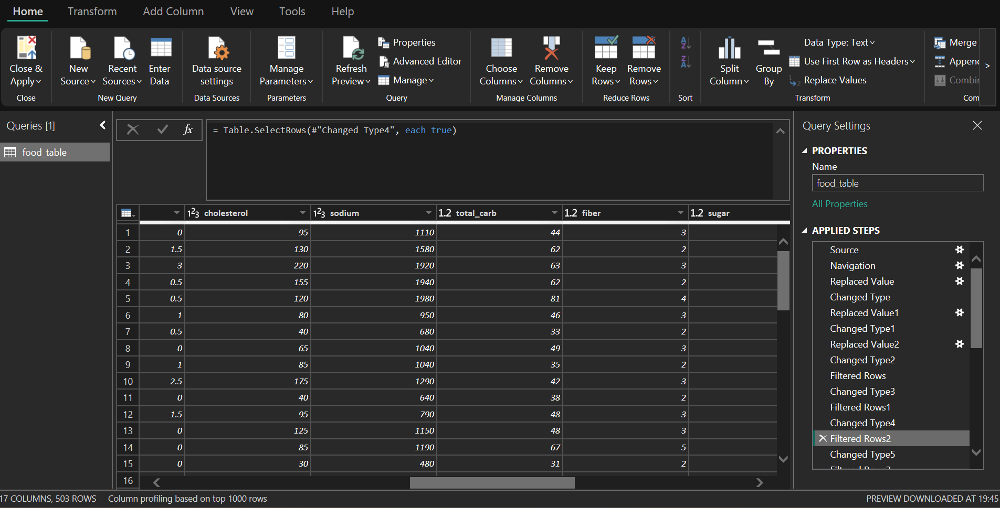 Home Transform Add Column View Tools Help
Close & Apply
Close
New Source
Recent Sources
Enter Data
New Query
Data source settings
Data Sources
Manage Parameters
Parameters
Refresh Preview
Properties
Advanced Editor
Manage
Query
Choose Columns
Remove Columns
Manage Columns
Keep Rows
Remove Rows
Reduce Rows
Sort
Split Column
Group By
Data Type: Text
Use First Row as Headers
Replace Values
Transform
Merge
Appen
Combi
Com
Queries [1]
food_table
fx
= Table.SelectRows(#"Changed Type4", each true)
1²3 cholesterol 1²3 sodium 1.2 total_carb 1.2 fiber 1.2 sugar
1 0 95 1110 44 3
2 1.5 130 1580 62 2
3 3 220 1920 63 3
4 0.5 155 1940 62 2
5 0.5 120 1980 81 4
6 1 80 950 46 3
7 0.5 40 680 33 2
8 0 65 1040 49 3
9 1 85 1040 35 2
10 2.5 175 1290 42 3
11 0 40 640 38 2
12 1.5 95 790 48 3
13 0 125 1150 48 3
14 0 85 1190 67 5
15 0 30 480 31 2
16
Query Settings
PROPERTIES
Name
food_table
All Properties
APPLIED STEPS
Source
Navigation
Replaced Value
Changed Type
Replaced Value1
Changed Type1
Replaced Value2
Changed Type2
Filtered Rows
Changed Type3
Filtered Rows1
Changed Type4
Filtered Rows2
Changed Type5
17 COLUMNS, 503 ROWS Column profiling based on top 1000 rows PREVIEW DOWNLOADED AT 19:45